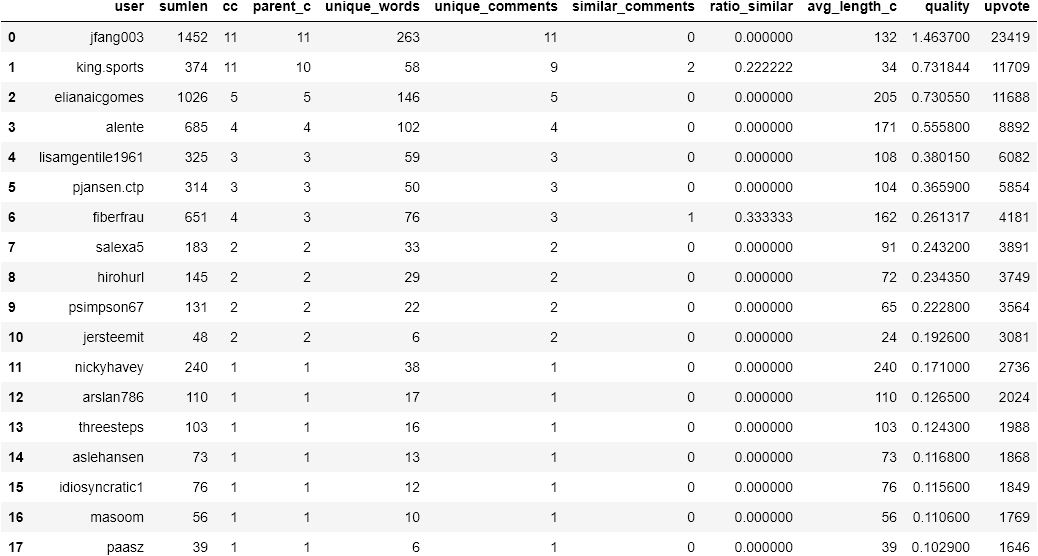 user sumlen cc parent_c unique_words unique_comments similar_comments ratio_similar avg_length_c quality upvote
0 jfang003 1452 11 11 263 11 0 0.000000 132 1.463700 23419
1 king.sports 374 11 10 58 9 2 0.222222 34 0.731844 11709
2 elianaicgomes 1026 5 5 146 5 0 0.000000 205 0.730550 11688
3 alente 685 4 4 102 4 0 0.000000 171 0.555800 8892
4 lisamgentile1961 325 3 3 59 3 0 0.000000 108 0.380150 6082
5 pjansen.ctp 314 3 3 50 3 0 0.000000 104 0.365900 5854
6 fiberfrau 651 4 3 76 3 1 0.333333 162 0.261317 4181
7 salexa5 183 2 2 33 2 0 0.000000 91 0.243200 3891
8 hirohurl 145 2 2 29 2 0 0.000000 72 0.234350 3749
9 psimpson67 131 2 2 22 2 0 0.000000 65 0.222800 3564
10 jersteemit 48 2 2 6 2 0 0.000000 24 0.192600 3081
11 nickyhavey 240 1 1 38 1 0 0.000000 240 0.171000 2736
12 arslan786 110 1 1 17 1 0 0.000000 110 0.126500 2024
13 threesteps 103 1 1 16 1 0 0.000000 103 0.124300 1988
14 aslehansen 73 1 1 13 1 0 0.000000 73 0.116800 1868
15 idiosyncratic1 76 1 1 12 1 0 0.000000 76 0.115600 1849
16 masoom 56 1 1 10 1 0 0.000000 56 0.110600 1769
17 paasz 39 1 1 6 1 0 0.000000 39 0.102900 1646